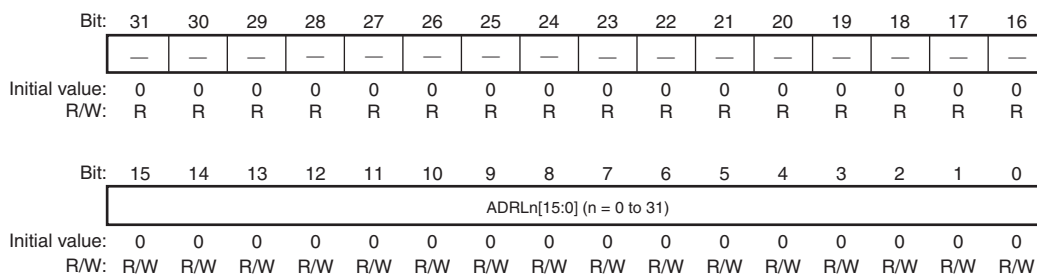 Bit: 31 30 29 28 27 26 25 24 23 22 21 20 19 18 17 16
— — — — — — — — — — — — — — — —
Initial value: 0 0 0 0 0 0 0 0 0 0 0 0 0 0 0 0
R/W: R R R R R R R R R R R R R R R R
Bit: 15 14 13 12 11 10 9 8 7 6 5 4 3 2 1 0
ADRLn[15:0] (n = 0 to 31)
Initial value: 0 0 0 0 0 0 0 0 0 0 0 0 0 0 0 0
R/W: R/W R/W R/W R/W R/W R/W R/W R/W R/W R/W R/W R/W R/W R/W R/W R/W